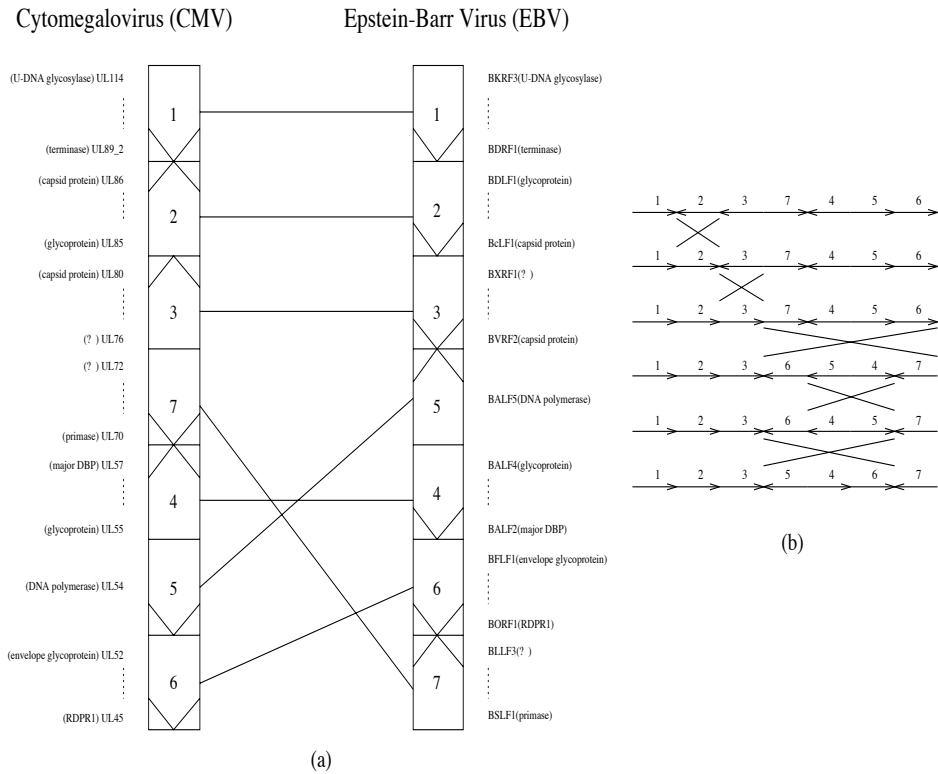 Cytomegalovirus (CMV)
Epstein-Barr Virus (EBV)
(U-DNA glycosylase) UL114
(terminase) UL89_2
(capsid protein) UL86
(glycoprotein) UL85
(capsid protein) UL80
(? ) UL76
(? ) UL72
(primase) UL70
(major DBP) UL57
(glycoprotein) UL55
(DNA polymerase) UL54
(envelope glycoprotein) UL52
(RDPR1) UL45
1
2
3
7
4
5
6
1
2
3
5
4
6
7
BKRF3(U-DNA glycosylase)
BDRF1(terminase)
BDLF1(glycoprotein)
BcLF1(capsid protein)
BXRF1(? )
BVRF2(capsid protein)
BALF5(DNA polymerase)
BALF4(glycoprotein)
BALF2(major DBP)
BFLF1(envelope glycoprotein)
BORF1(RDPR1)
BLLF3(? )
BSLF1(primase)
(a)
1 2 3 7 4 5 6
1 2 3 7 4 5 6
1 2 3 7 4 5 6
1 2 3 6 5 4 7
1 2 3 6 4 5 7
1 2 3 5 4 6 7
(b)